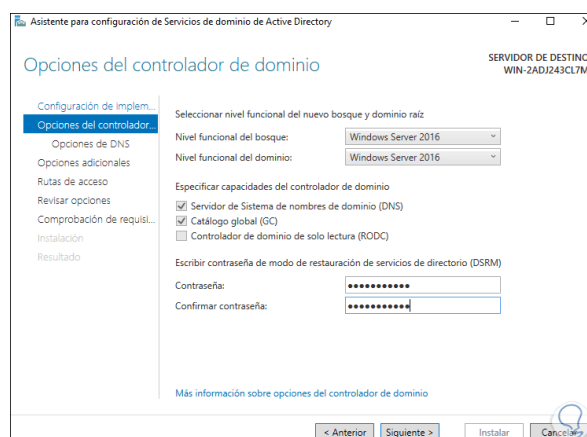 Asistente para configuración de Servicios de dominio de Active Directory
Opciones del controlador de dominio
SERVIDOR DE DESTINO
WIN-2ADJ243CL7M
Configuración de implem...
Opciones del controlador...
Opciones de DNS
Opciones adicionales
Rutas de acceso
Revisar opciones
Comprobación de requisi...
Instalación
Resultado
Seleccionar nivel funcional del nuevo bosque y dominio raíz
Nivel funcional del bosque: Windows Server 2016
Nivel funcional del dominio: Windows Server 2016
Especificar capacidades del controlador de dominio
Servidor de Sistema de nombres de dominio (DNS)
Catálogo global (GC)
Controlador de dominio de solo lectura (RODC)
Escribir contraseña de modo de restauración de servicios de directorio (DSRM)
Contraseña: •••••••••••
Confirmar contraseña: •••••••••••
Más información sobre opciones del controlador de dominio
< Anterior Siguiente > Instalar Cancelar